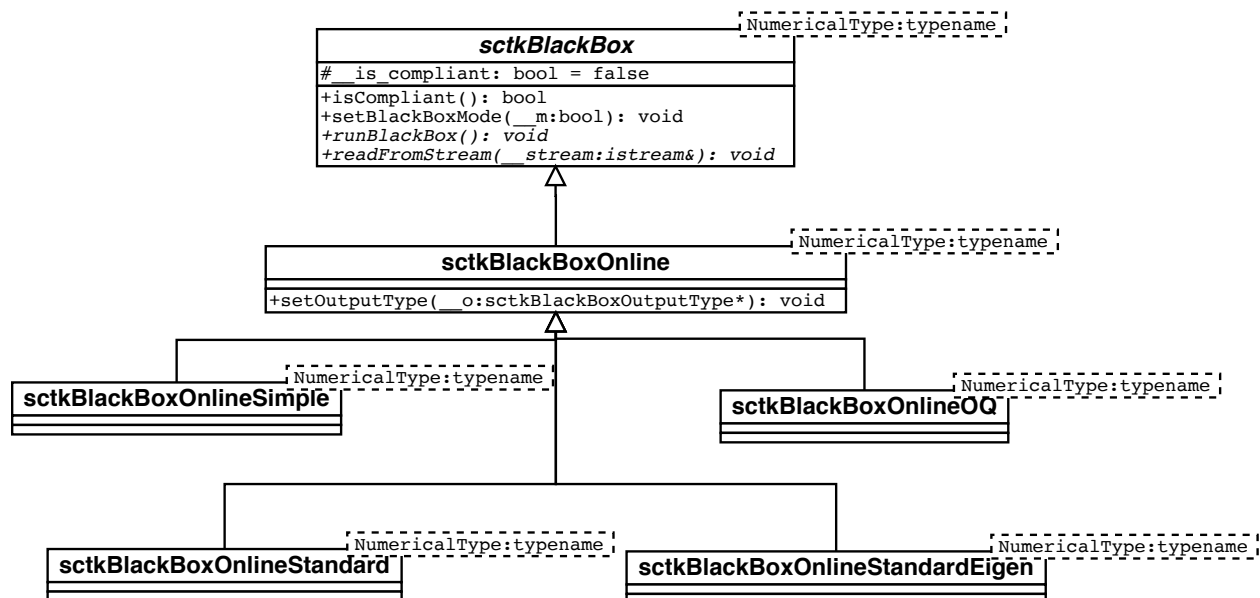 NumericalType:typename
sctkBlackBox
#__is_compliant: bool = false
+isCompliant(): bool
+setBlackBoxMode(__m:bool): void
+runBlackBox(): void
+readFromStream(__stream:istream&): void
NumericalType:typename
sctkBlackBoxOnline
+setOutputType(__o:sctkBlackBoxOutputType*): void
NumericalType:typename
sctkBlackBoxOnlineSimple
NumericalType:typename
sctkBlackBoxOnlineOQ
NumericalType:typename
sctkBlackBoxOnlineStandard
NumericalType:typename
sctkBlackBoxOnlineStandardEigen